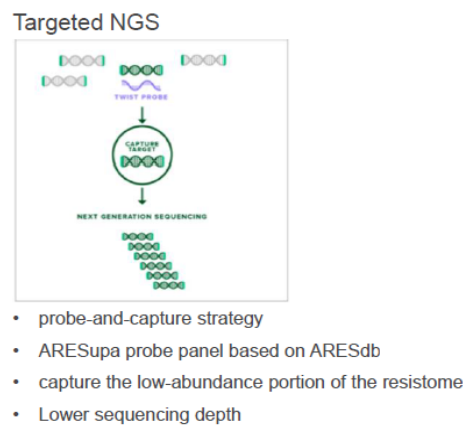 Targeted NGS
TWIST PROBE
CAPTURE
TARGET
NEXT GENERATION SEQUENCING
• probe-and-capture strategy
• ARESupa probe panel based on ARESdb
• capture the low-abundance portion of the resistome
• Lower sequencing depth